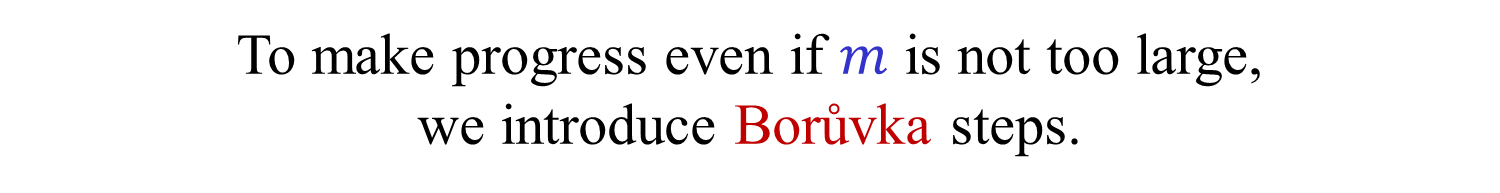 To make progress even if m is not too large,
we introduce Borůvka steps.